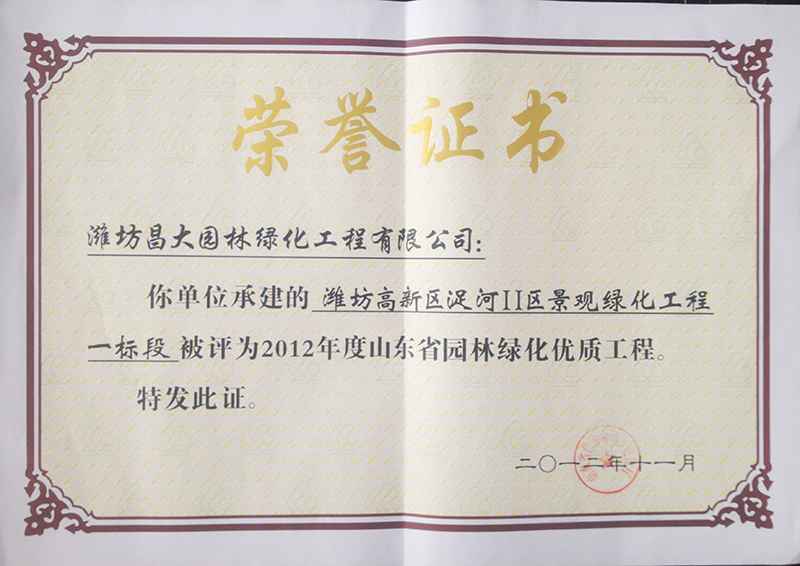 荣誉证书
潍坊昌大园林绿化工程有限公司:
你单位承建的 潍坊高新区浞河II区景观绿化工程
一标段 被评为2012年度山东省园林绿化优质工程。
特发此证。
二〇一二年十一月